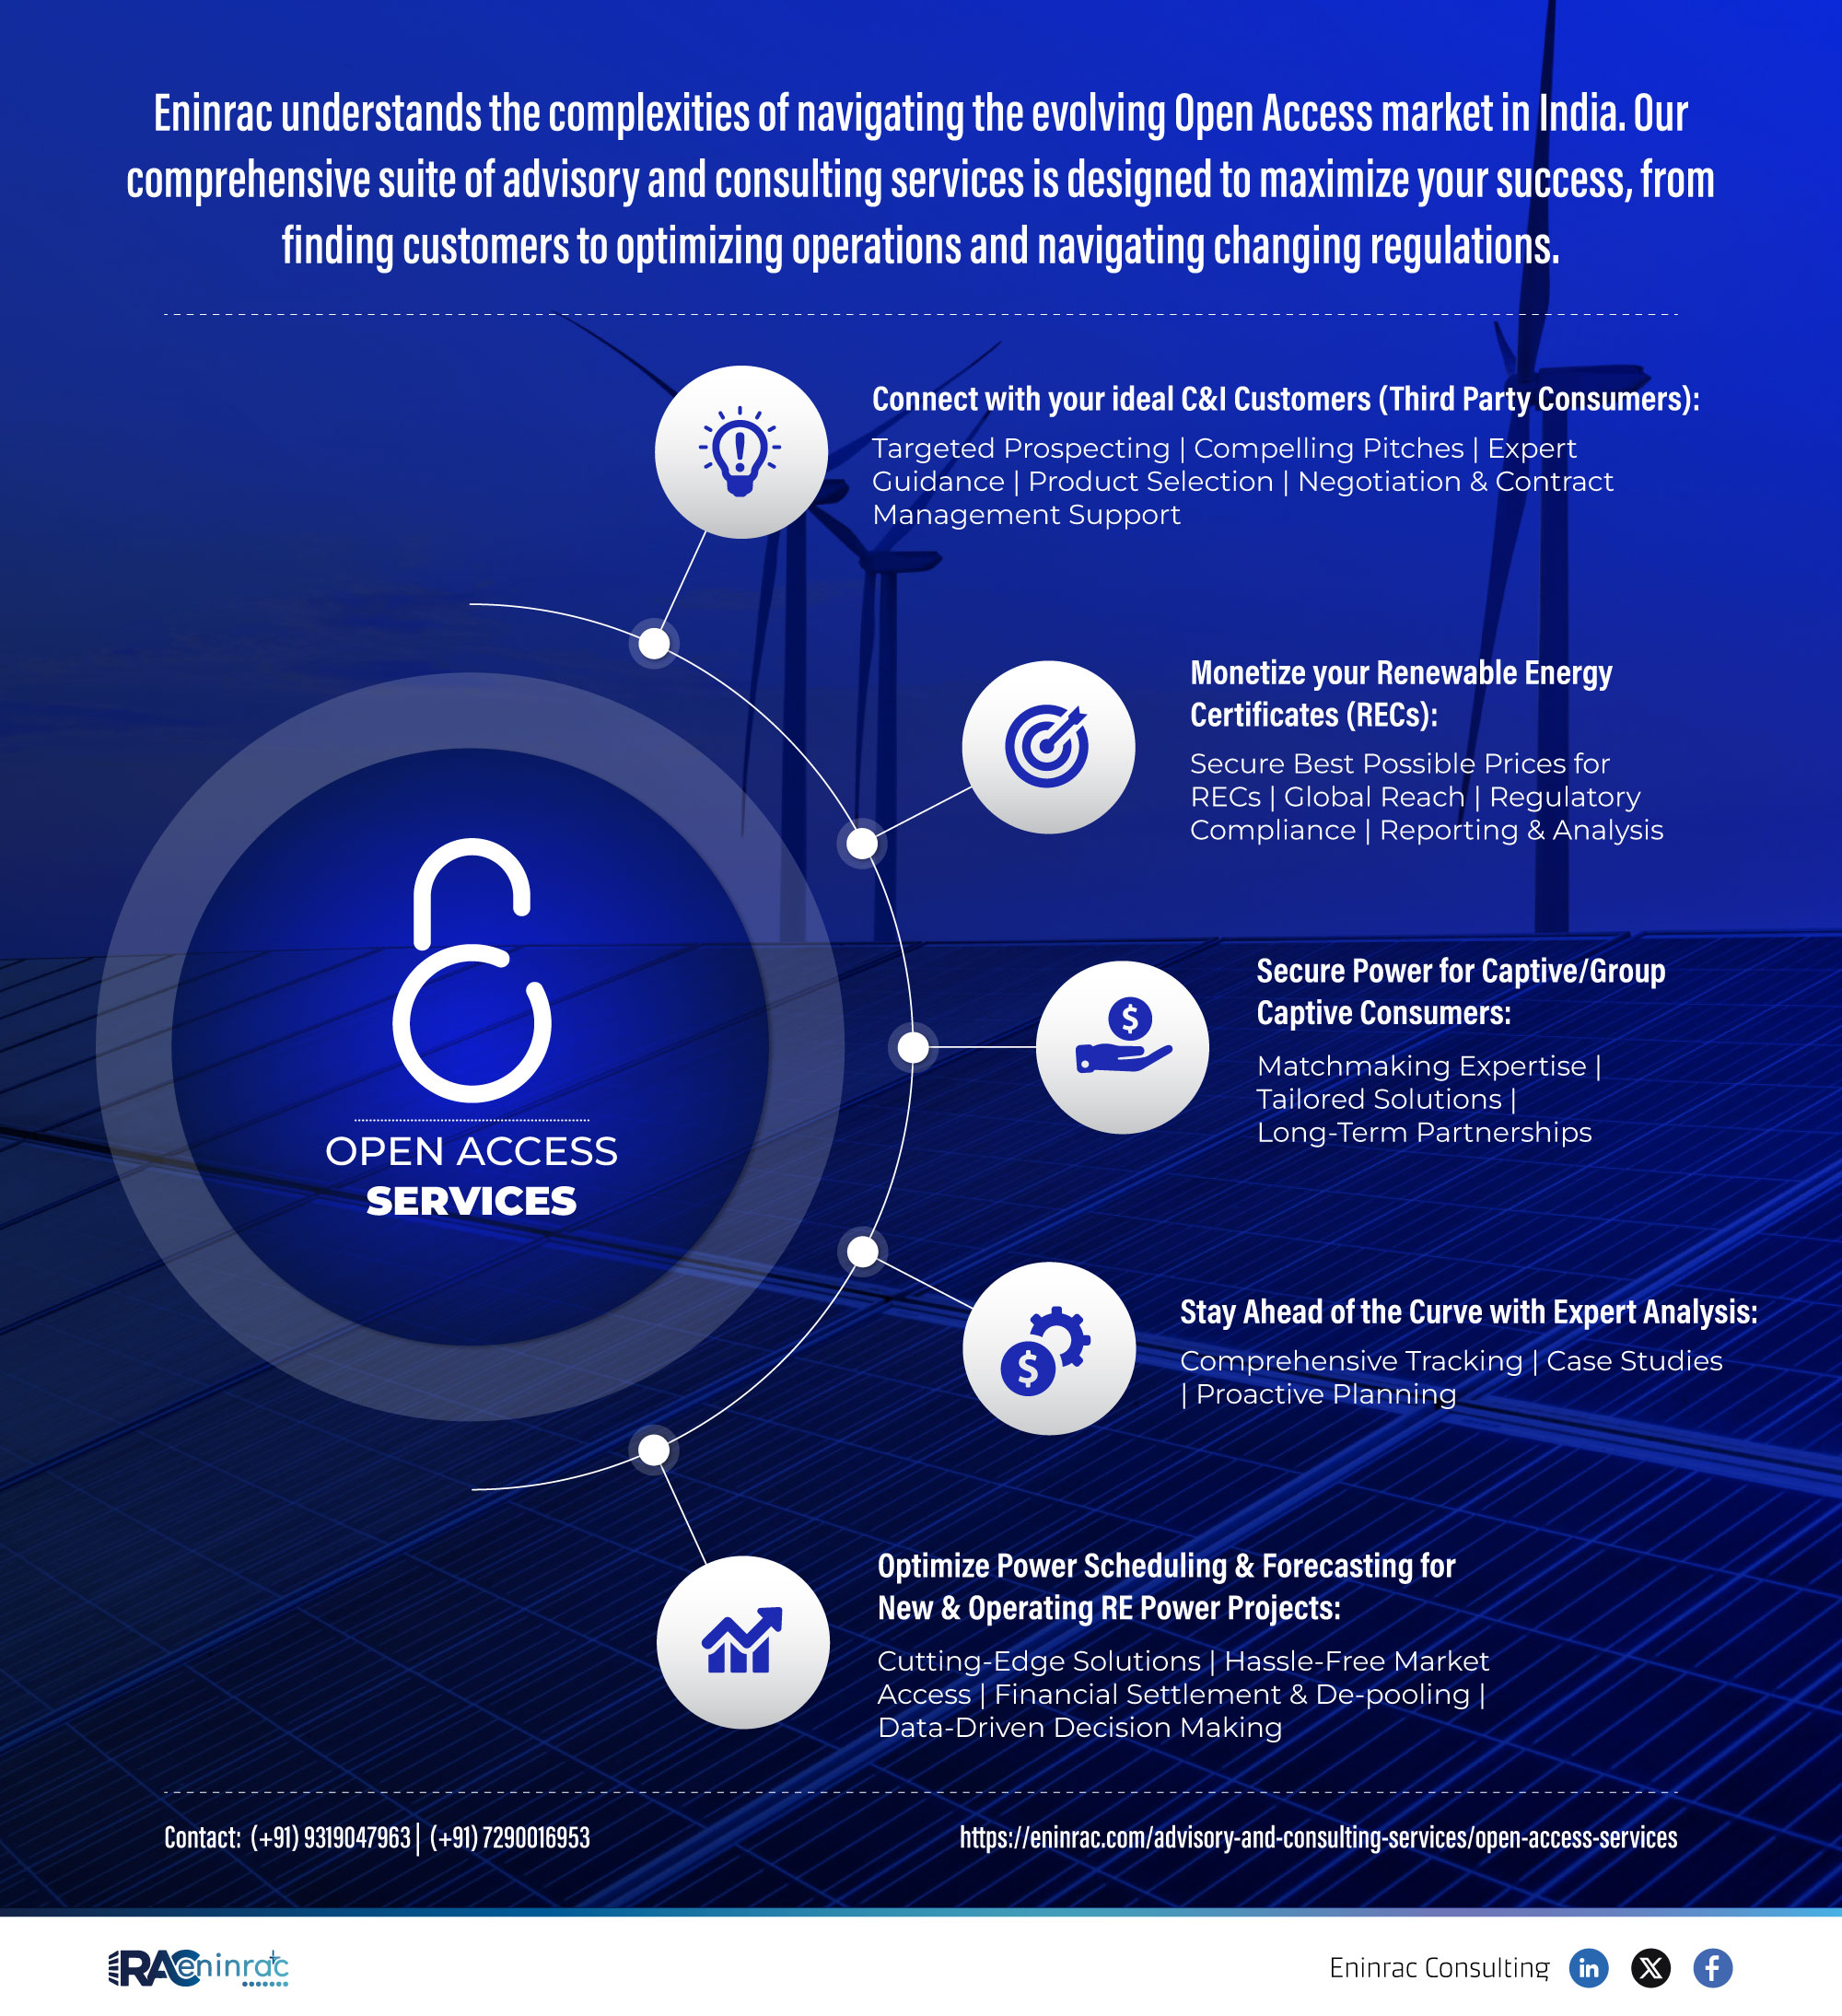 Eninrac understands the complexities of navigating the evolving Open Access market in India. Our
comprehensive suite of advisory and consulting services is designed to maximize your success, from
finding customers to optimizing operations and navigating changing regulations.
Connect with your ideal C&I Customers (Third Party Consumers):
Targeted Prospecting | Compelling Pitches | Expert
Guidance | Product Selection | Negotiation & Contract
Management Support
Monetize your Renewable Energy
Certificates (RECs):
Secure Best Possible Prices for
RECs | Global Reach | Regulatory
Compliance | Reporting & Analysis
OPEN ACCESS
SERVICES
Secure Power for Captive/Group
Captive Consumers:
Matchmaking Expertise |
Tailored Solutions |
Long-Term Partnerships
Stay Ahead of the Curve with Expert Analysis:
Comprehensive Tracking | Case Studies
| Proactive Planning
Optimize Power Scheduling & Forecasting for
New & Operating RE Power Projects:
Cutting-Edge Solutions | Hassle-Free Market
Access | Financial Settlement & De-pooling |
Data-Driven Decision Making
Contact: (+91) 9319047963 | (+91) 7290016953
https://eninrac.com/advisory-and-consulting-services/open-access-services
RAC eninrac
Eninrac Consulting